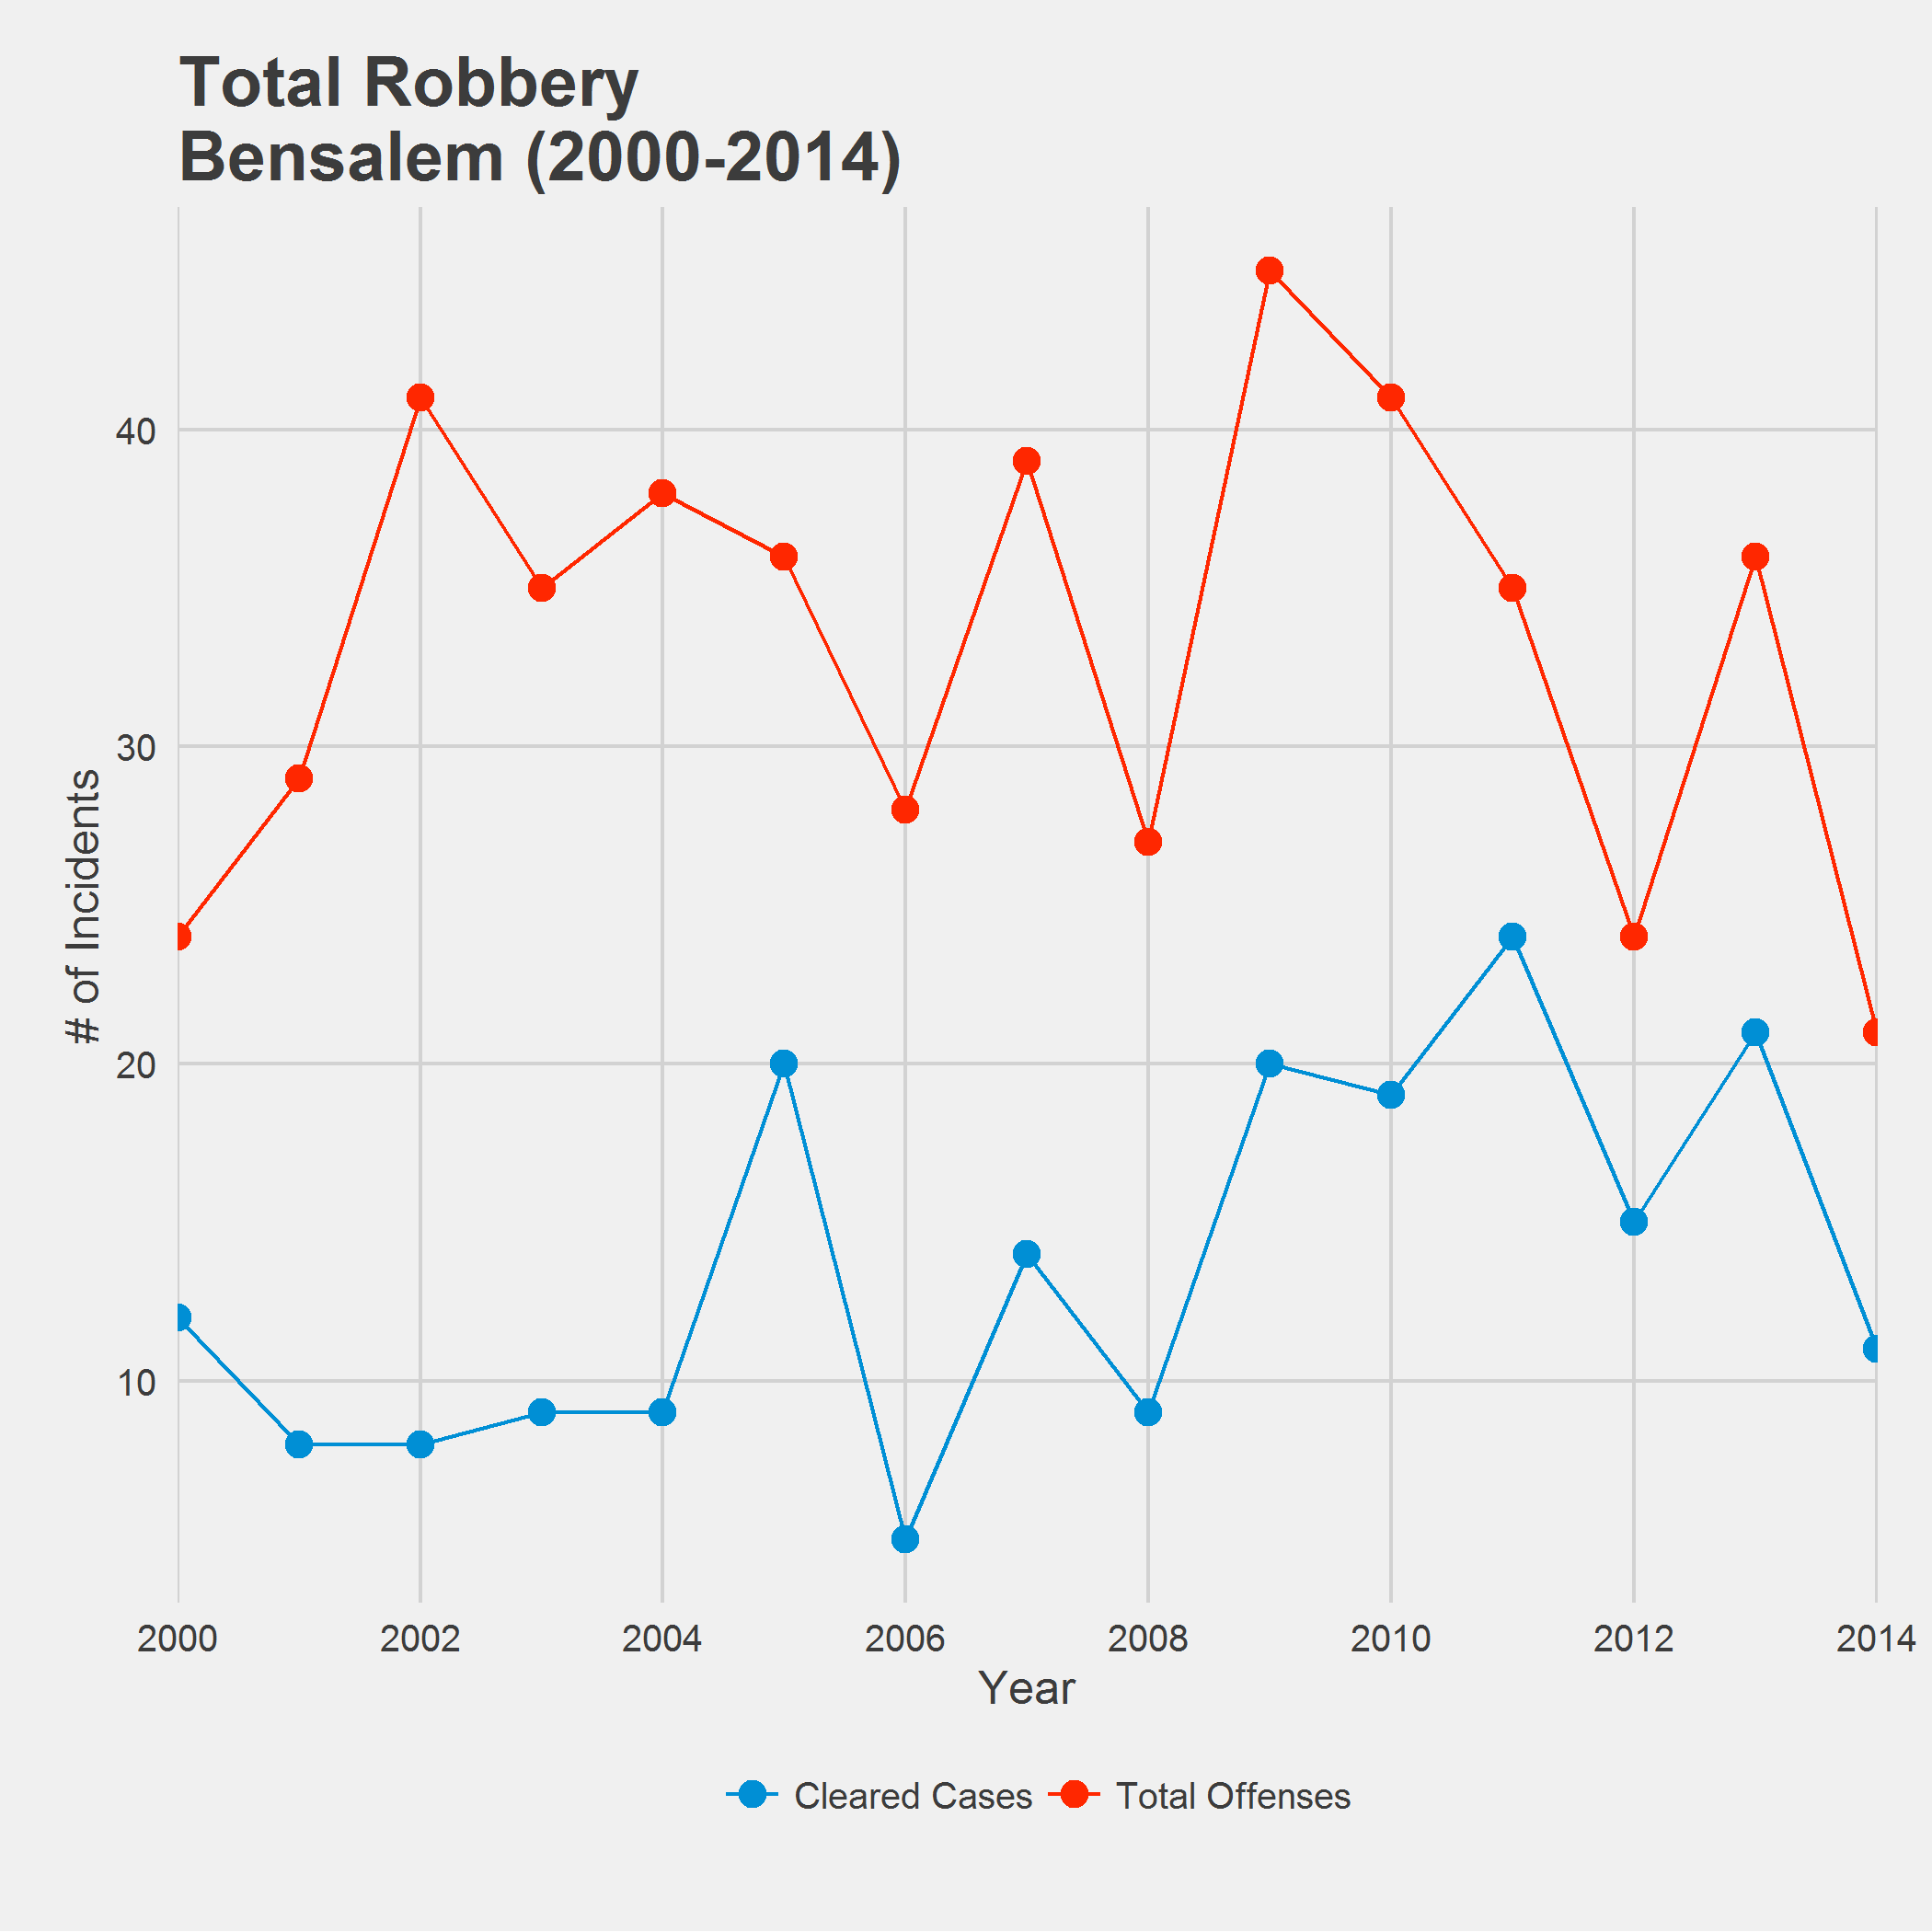 Total Robbery
Bensalem (2000-2014)
# of Incidents
40
30
20
10
2000 2002 2004 2006 2008 2010 2012 2014
Year
Cleared Cases Total Offenses